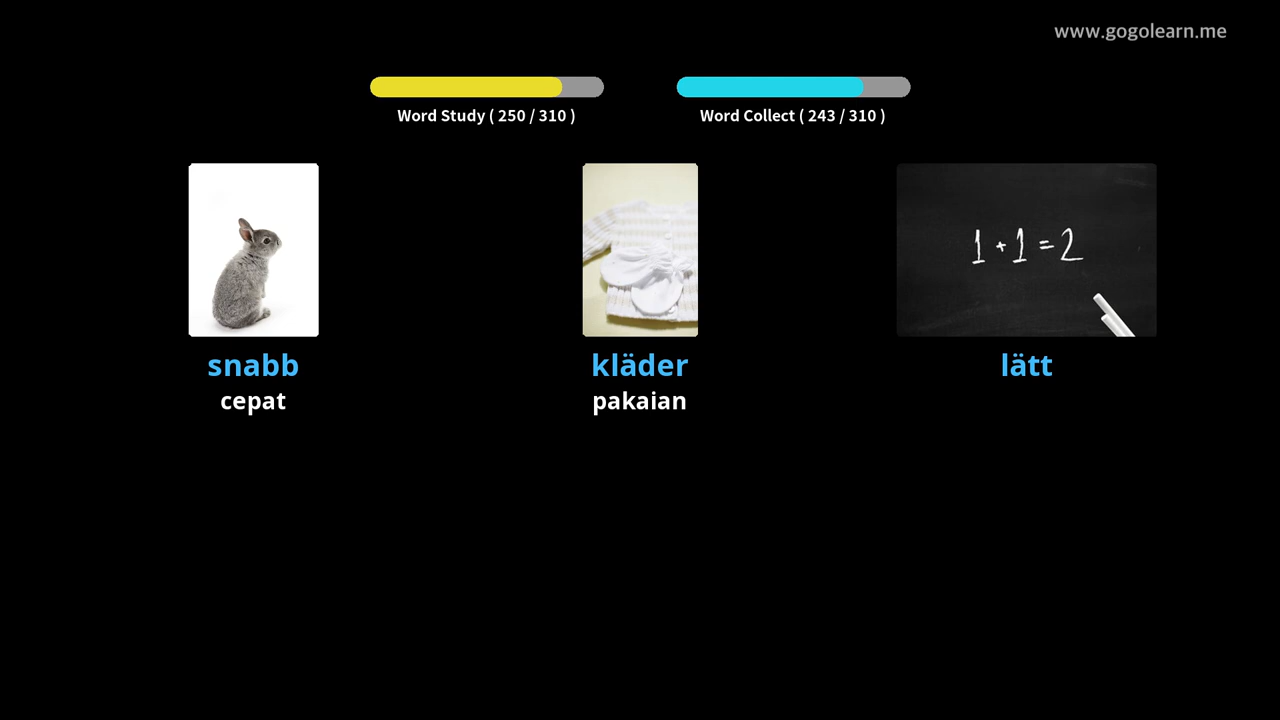 www.gogolearn.me
Word Study ( 250 / 310 )
Word Collect ( 243 / 310 )
1 + 1 = 2
snabb
cepat
kläder
pakaian
lätt